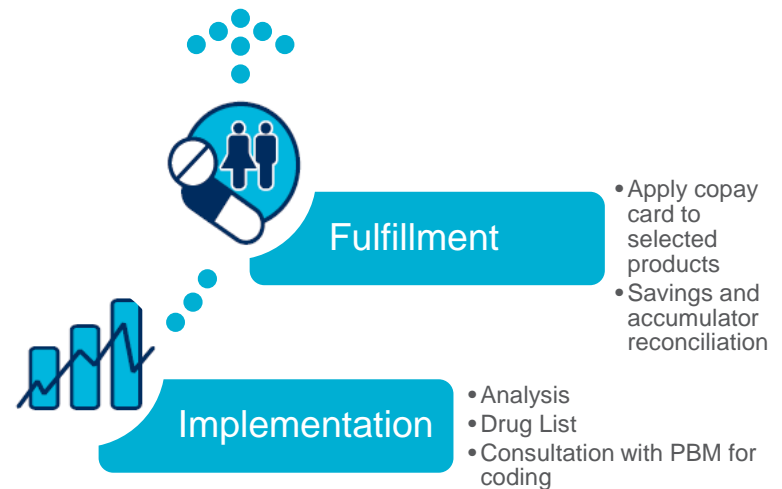 Fulfillment
• Apply copay
card to
selected
products
• Savings and
accumulator
reconciliation
Implementation
• Analysis
• Drug List
• Consultation with PBM for
coding